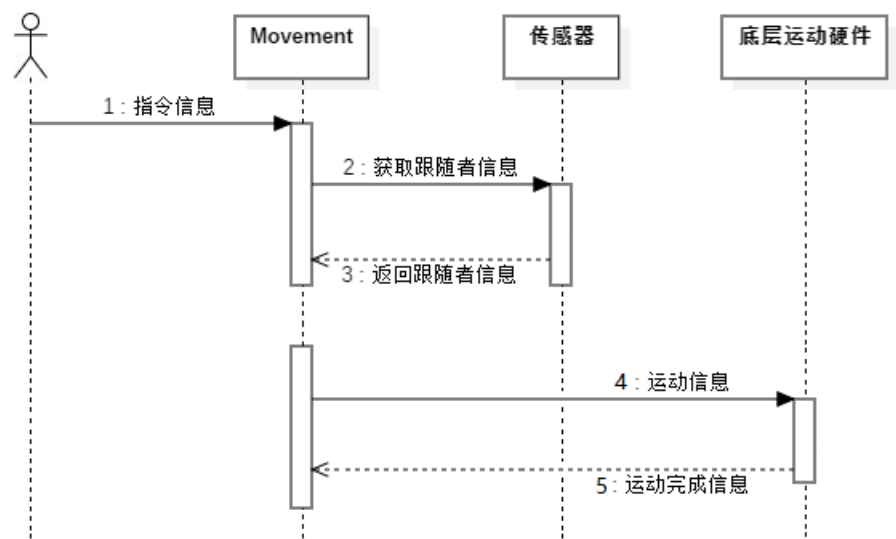 Movement
传感器
底层运动硬件
1 : 指令信息
2 : 获取跟随者信息
3 : 返回跟随者信息
4 : 运动信息
5 : 运动完成信息